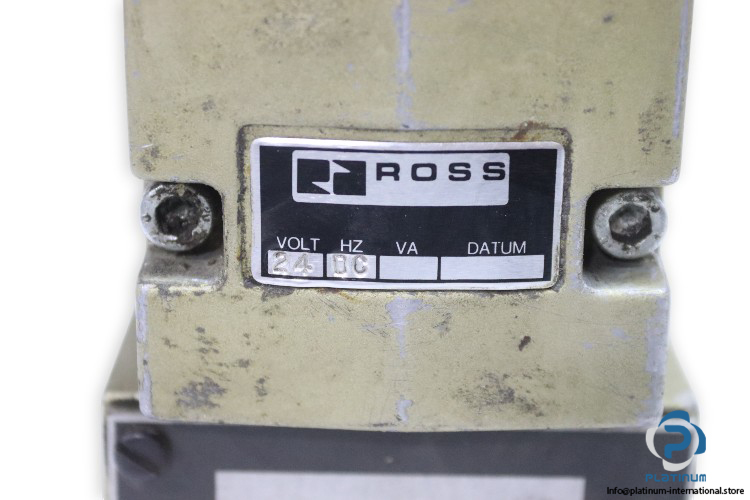 ROSS
VOLT HZ VA DATUM
24 DC
PLATINUM
Info@platinum-international.store